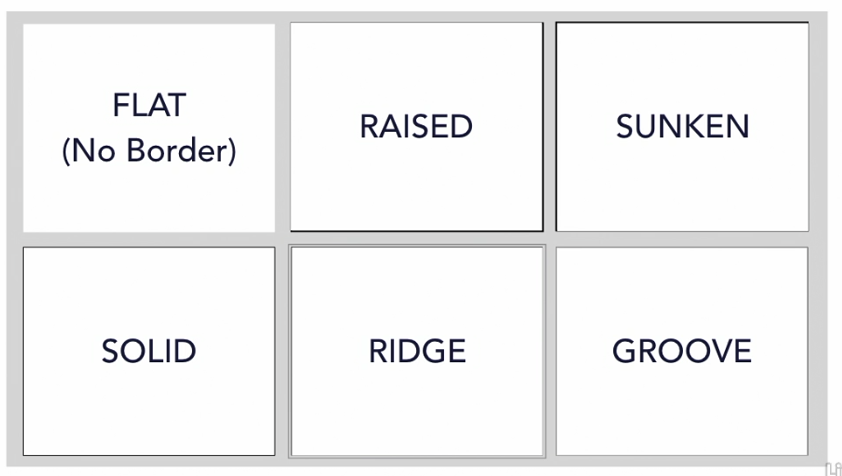 FLAT
(No Border)
RAISED
SUNKEN
SOLID
RIDGE
GROOVE